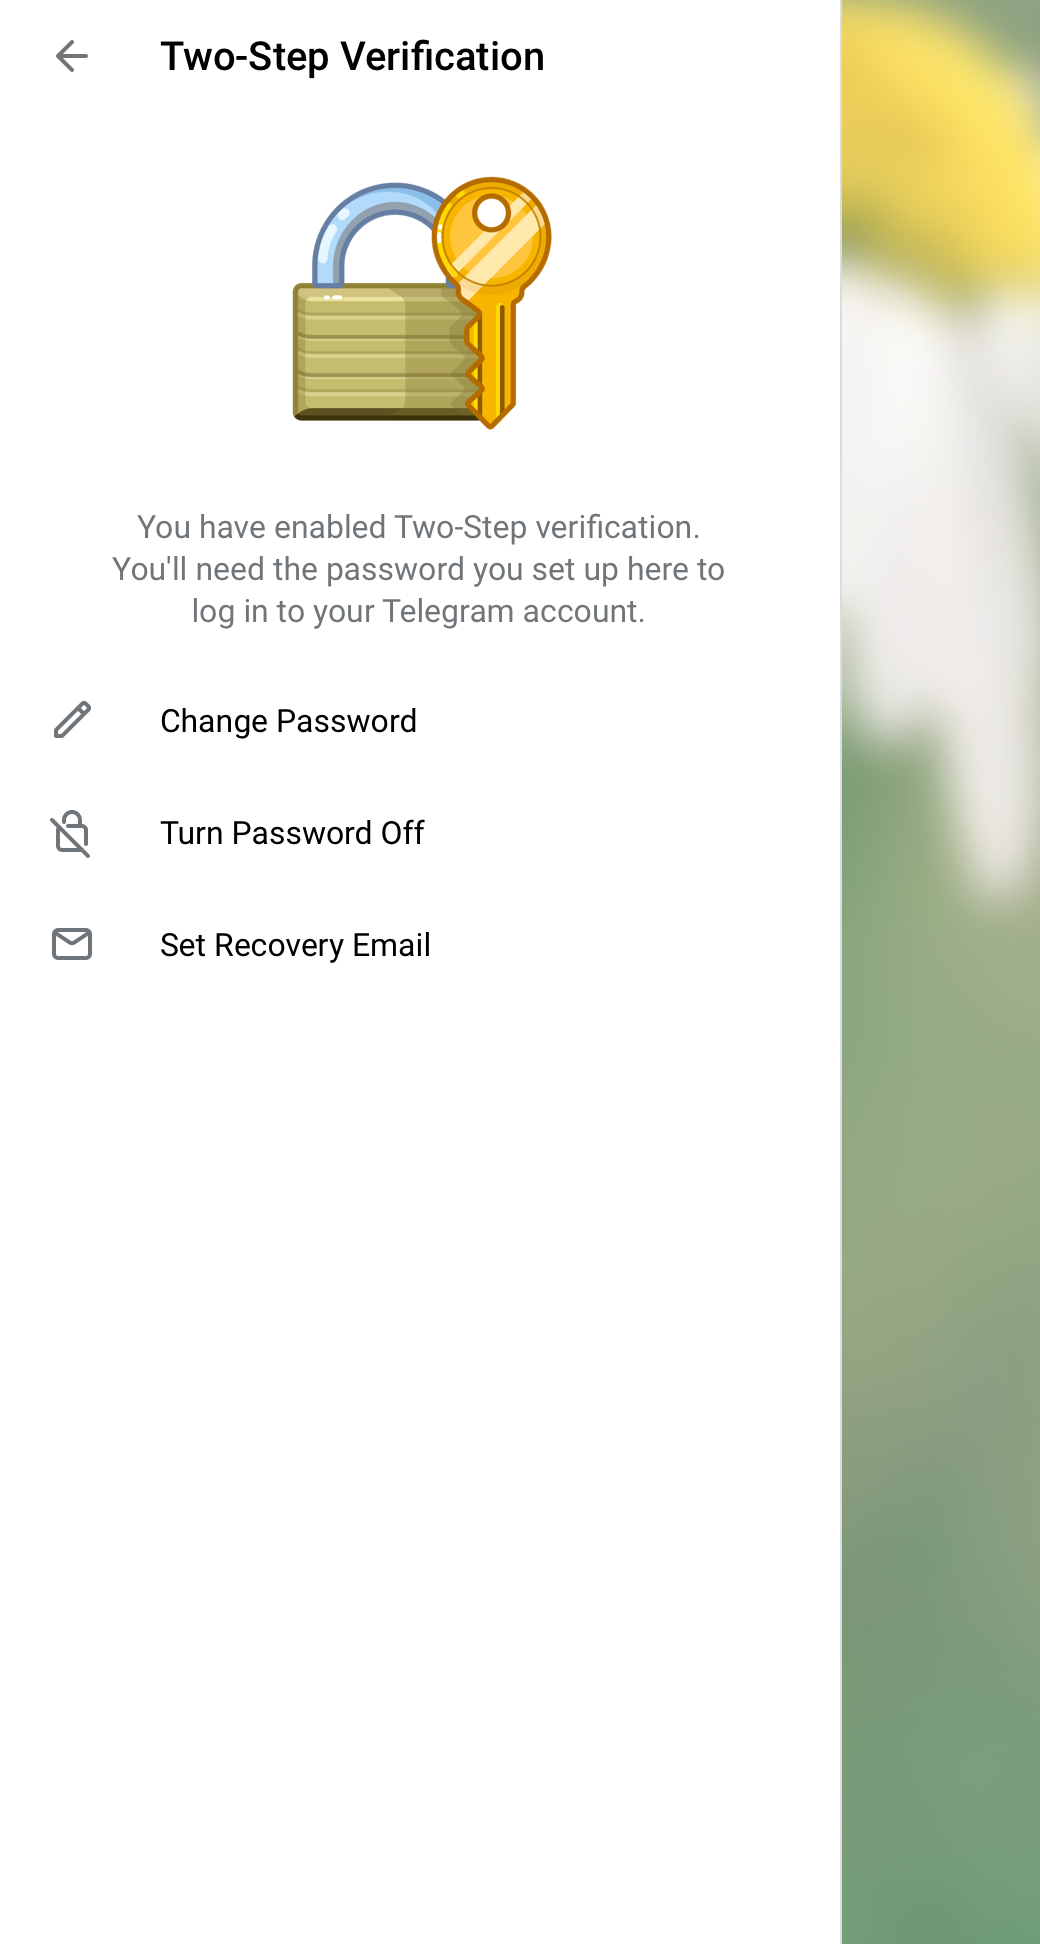 Two-Step Verification
You have enabled Two-Step verification.
You'll need the password you set up here to
log in to your Telegram account.
Change Password
Turn Password Off
Set Recovery Email